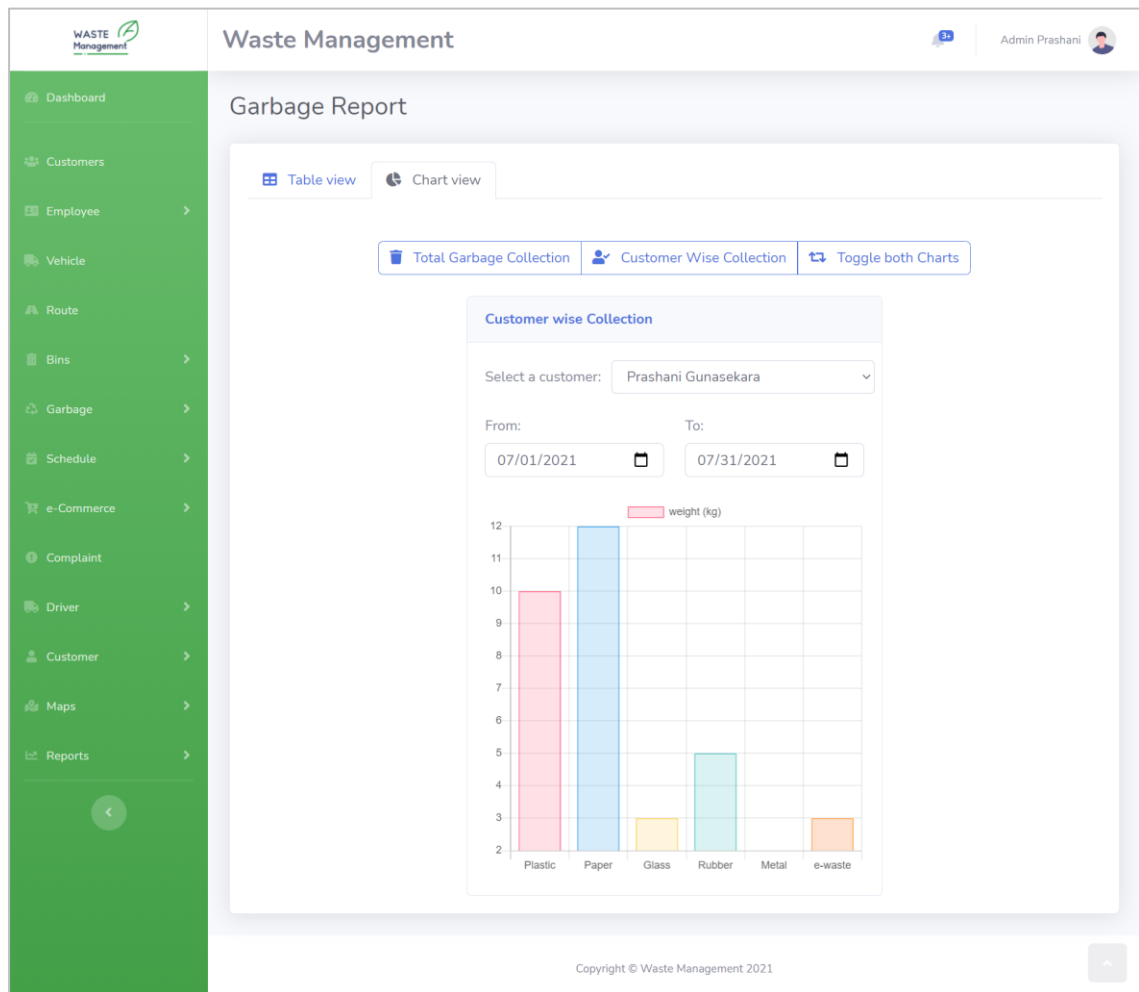 WASTE
Management
Waste Management
3+
Admin Prashani
Dashboard
Customers
Employee
Vehicle
Route
Bins
Garbage
Schedule
e-Commerce
Complaint
Driver
Customer
Maps
Reports
Garbage Report
Table view Chart view
Total Garbage Collection Customer Wise Collection Toggle both Charts
Customer wise Collection
Select a customer: Prashani Gunasekara
From: To:
07/01/2021 07/31/2021
weight (kg)
12
11
10
9
8
7
6
5
4
3
2
Plastic Paper Glass Rubber Metal e-waste
Copyright © Waste Management 2021